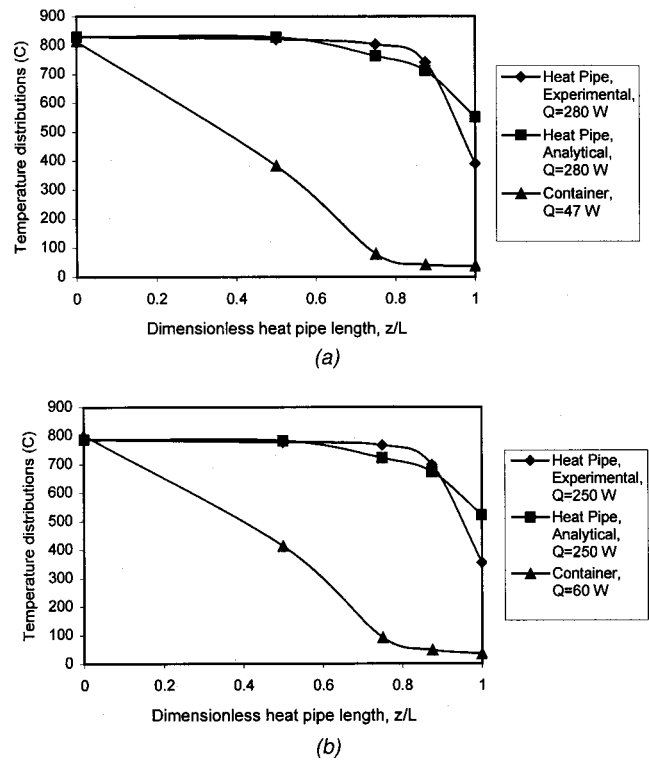 900
800
700
600
500
400
300
200
100
0
Temperature distributions (C)
0
0.2
0.4
0.6
0.8
1
Dimensionless heat pipe length, z/L
Heat Pipe,
Experimental,
Q=280 W
Heat Pipe,
Analytical,
Q=280 W
Container,
Q=47 W
(a)
900
800
700
600
500
400
300
200
100
0
Temperature distributions (C)
0
0.2
0.4
0.6
0.8
1
Dimensionless heat pipe length, z/L
Heat Pipe,
Experimental,
Q=250 W
Heat Pipe,
Analytical,
Q=250 W
Container,
Q=60 W
(b)